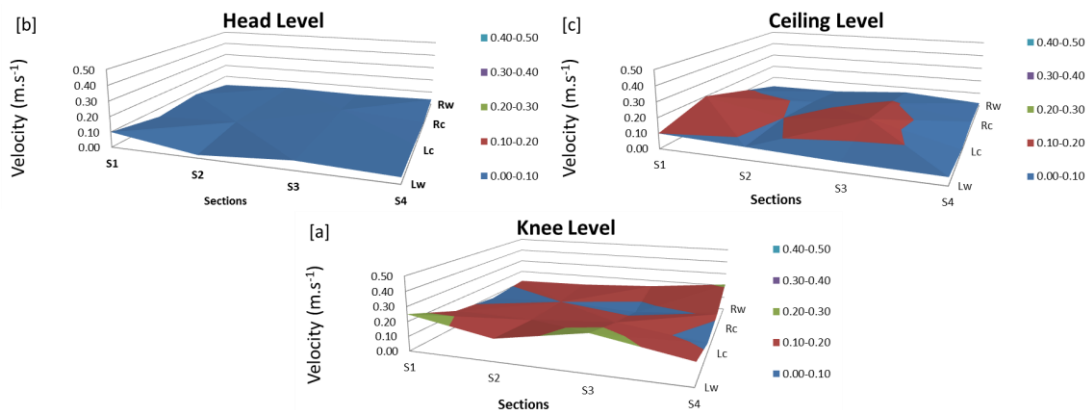 [b]
Head Level
Velocity (m.s⁻¹)
0.50
0.40
0.30
0.20
0.10
0.00
S1
S2
S3
S4
Sections
Rw
Rc
Lc
Lw
0.40-0.50
0.30-0.40
0.20-0.30
0.10-0.20
0.00-0.10
[c]
Ceiling Level
Velocity (m.s⁻¹)
0.50
0.40
0.30
0.20
0.10
0.00
S1
S2
S3
S4
Sections
Rw
Rc
Lc
Lw
0.40-0.50
0.30-0.40
0.20-0.30
0.10-0.20
0.00-0.10
[a]
Knee Level
Velocity (m.s⁻¹)
0.50
0.40
0.30
0.20
0.10
0.00
S1
S2
S3
S4
Sections
Rw
Rc
Lc
Lw
0.40-0.50
0.30-0.40
0.20-0.30
0.10-0.20
0.00-0.10